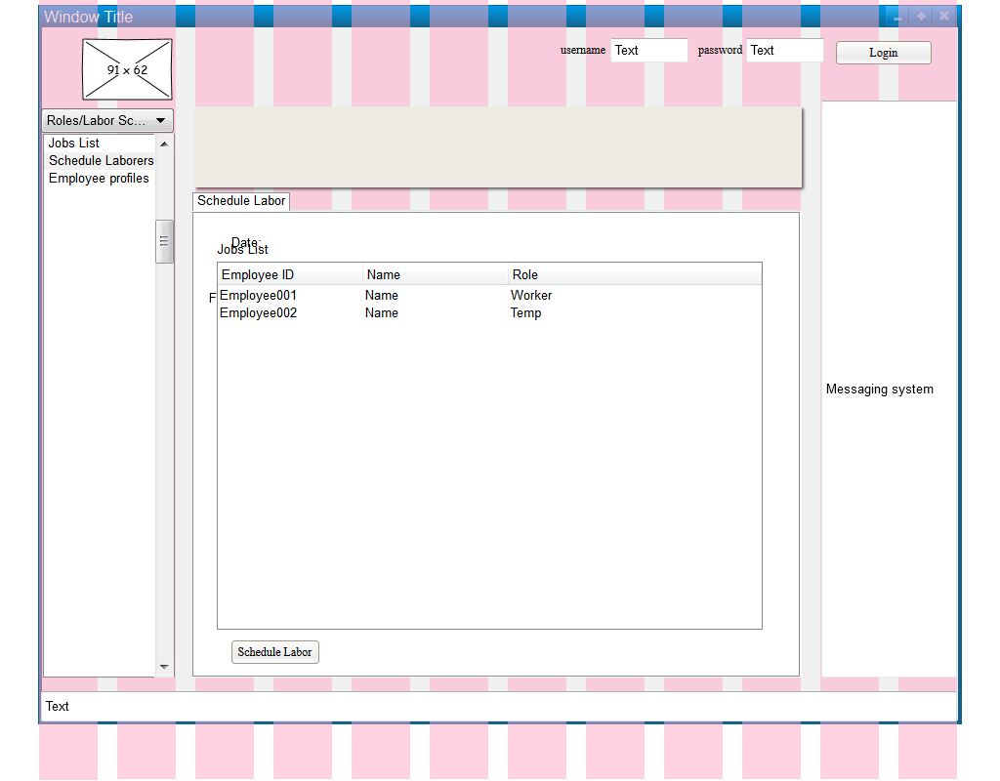 Window Title
91 x 62
username Text password Text Login
Roles/Labor Sc...
Jobs List
Schedule Laborers
Employee profiles
Schedule Labor
Date:
Jobs List
Employee ID Name Role
F
Employee001 Name Worker
Employee002 Name Temp
Messaging system
Schedule Labor
Text